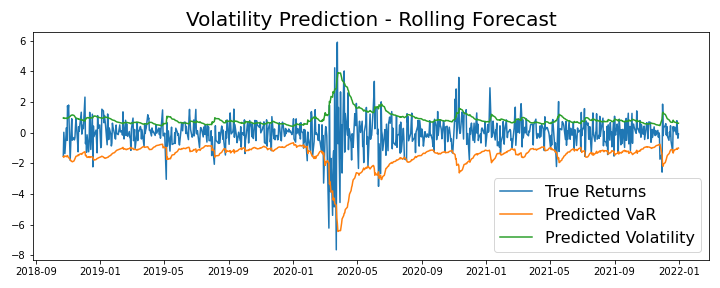 Volatility Prediction - Rolling Forecast
6
4
2
0
−2
−4
−6
−8
True Returns
Predicted VaR
Predicted Volatility
2018-09 2019-01 2019-05 2019-09 2020-01 2020-05 2020-09 2021-01 2021-05 2021-09 2022-01